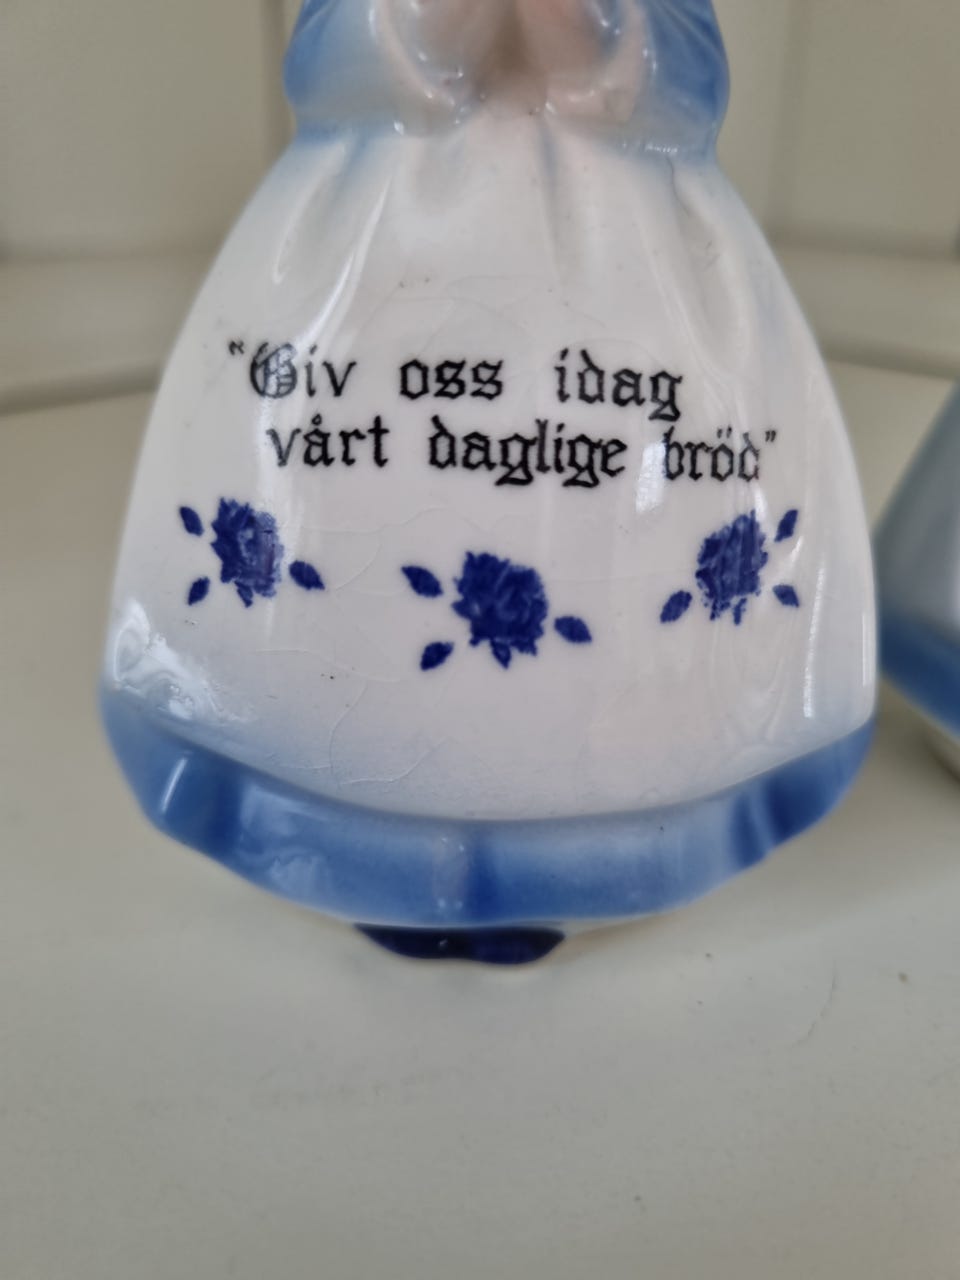 "Giv oss idag
vårt daglige bröd"